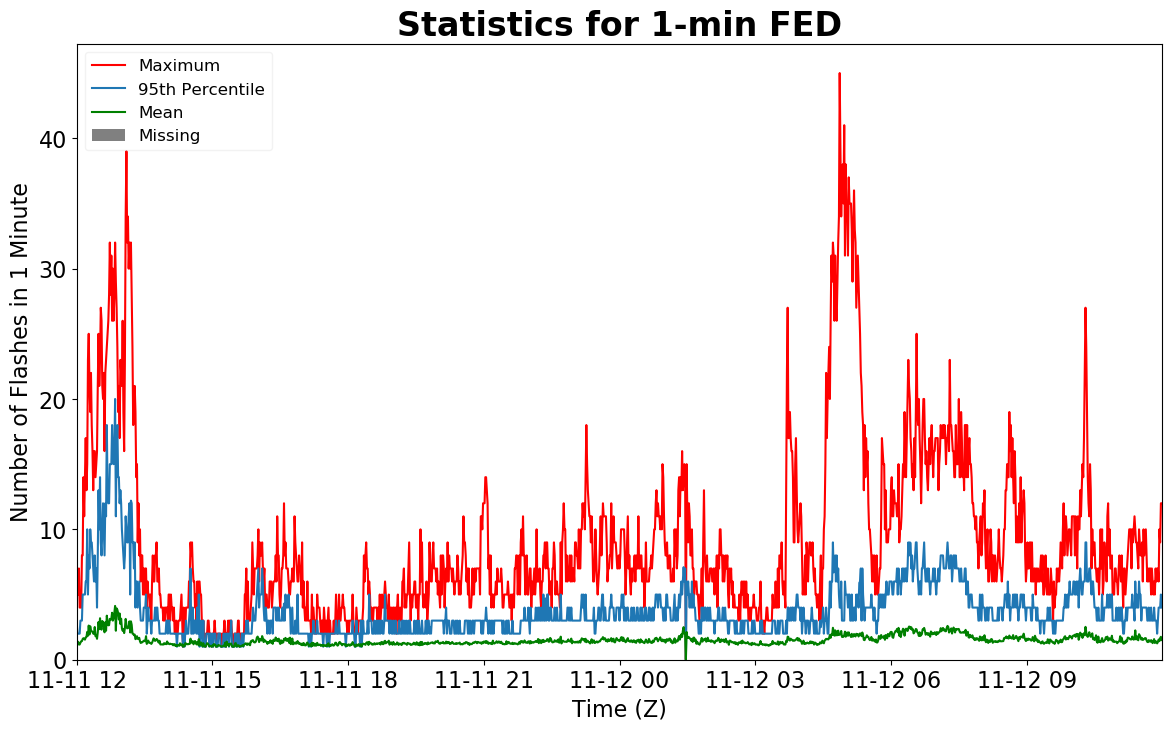 Statistics for 1-min FED
Maximum
95th Percentile
Mean
Missing
Number of Flashes in 1 Minute
40
30
20
10
0
11-11 12 11-11 15 11-11 18 11-11 21 11-12 00 11-12 03 11-12 06 11-12 09
Time (Z)